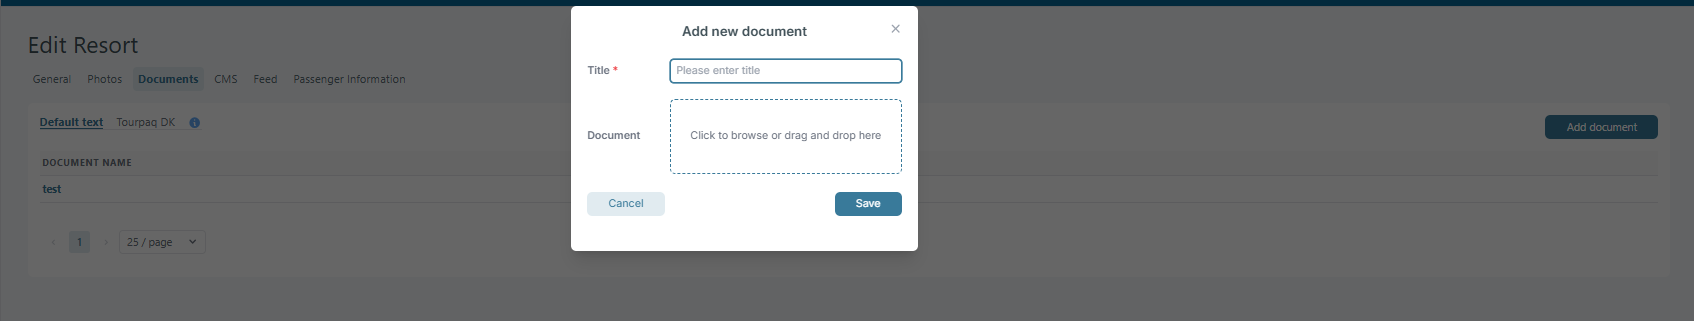 Edit Resort
General Photos Documents CMS Feed Passenger Information
Default text Tourpaq DK
Add document
DOCUMENT NAME
test
1
25 / page
Add new document
Title *
Please enter title
Document
Click to browse or drag and drop here
Cancel
Save